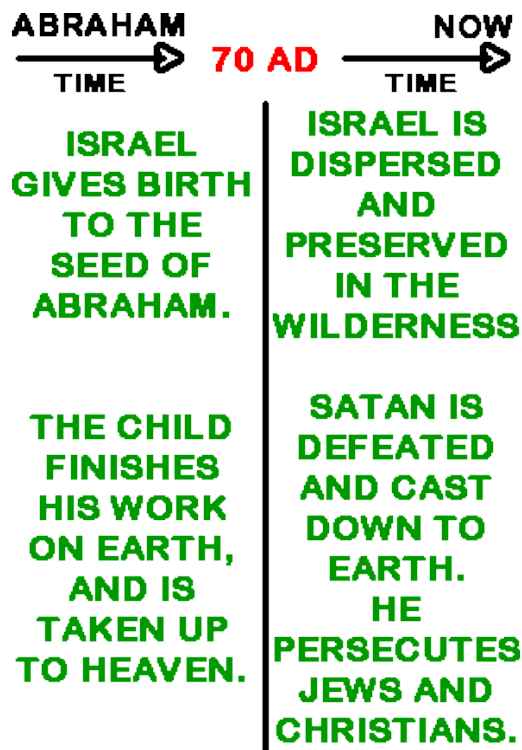 ABRAHAM
TIME
70 AD
NOW
TIME
ISRAEL
GIVES BIRTH
TO THE
SEED OF
ABRAHAM.
THE CHILD
FINISHES
HIS WORK
ON EARTH,
AND IS
TAKEN UP
TO HEAVEN.
ISRAEL IS
DISPERSED
AND
PRESERVED
IN THE
WILDERNESS
SATAN IS
DEFEATED
AND CAST
DOWN TO
EARTH.
HE
PERSECUTES
JEWS AND
CHRISTIANS.